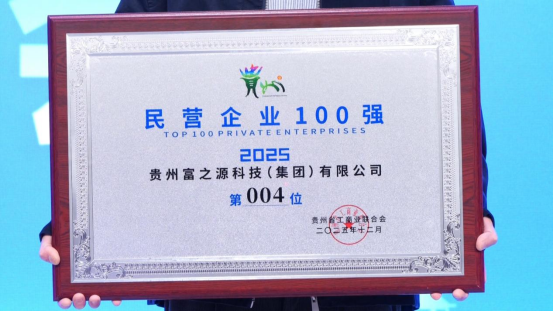 民营企业100强
TOP 100 PRIVATE ENTERPRISES
2025
贵州富之源科技(集团)有限公司
第004位
贵州省工商业联合会
二〇二五年十二月